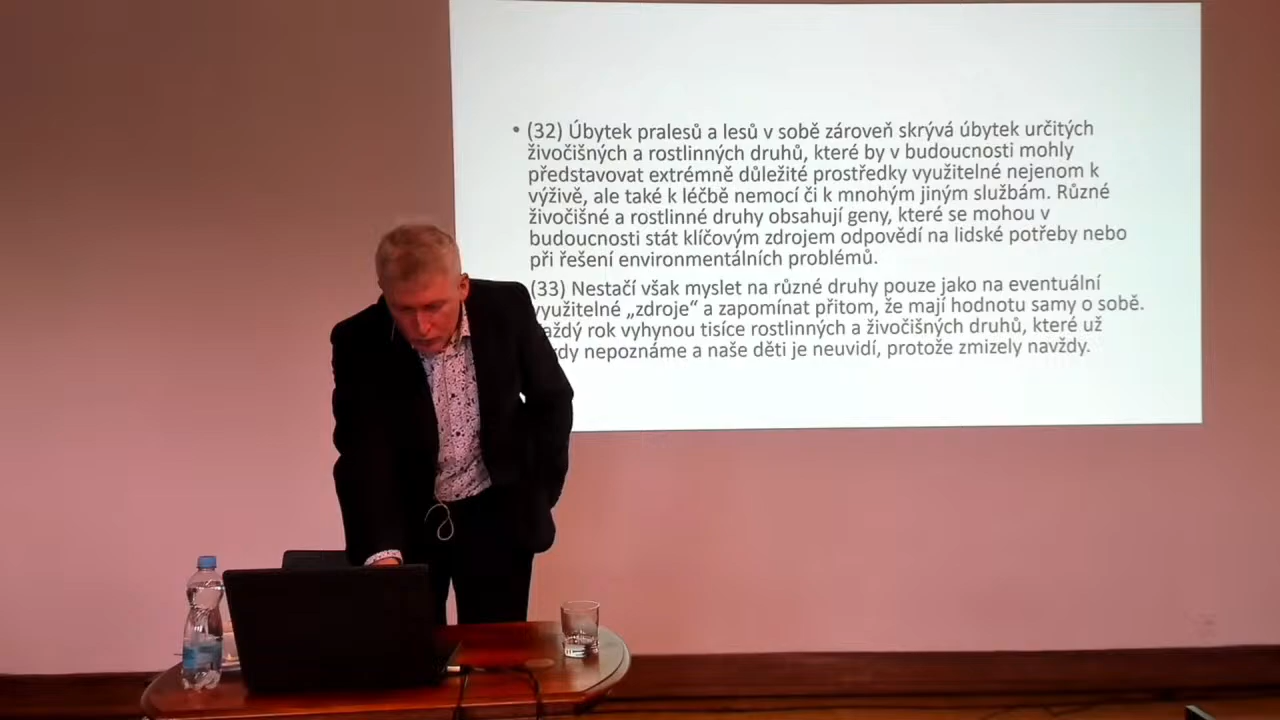 • (32) Úbytek pralesů a lesů v sobě zároveň skrývá úbytek určitých
živočišných a rostlinných druhů, které by v budoucnosti mohly
představovat extrémně důležité prostředky využitelné nejenom k
výživě, ale také k léčbě nemocí či k mnohým jiným službám. Různé
živočišné a rostlinné druhy obsahují geny, které se mohou v
budoucnosti stát klíčovým zdrojem odpovědí na lidské potřeby nebo
při řešení environmentálních problémů.
(33) Nestačí však myslet na různé druhy pouze jako na eventuální
využitelné „zdroje“ a zapomínat přitom, že mají hodnotu samy o sobě.
rok vyhynou tisíce rostlinných a živočišných druhů, které už
nepoznáme a naše děti je neuvidí, protože zmizely navždy.